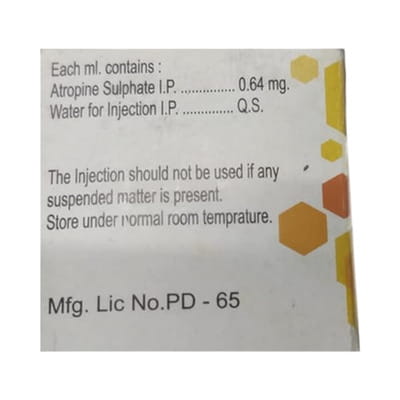 Each ml. contains :
Atropine Sulphate I.P. ............... 0.64 mg.
Water for Injection I.P. .............. Q.S.
The Injection should not be used if any
suspended matter is present.
Store under normal room temprature.
Mfg. Lic No.PD - 65